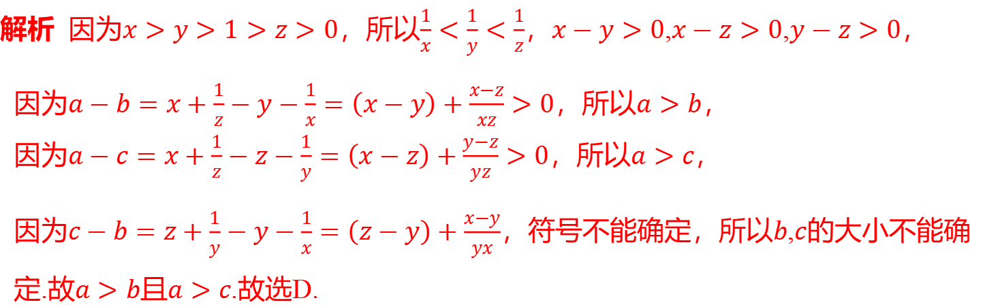 解析 因为$x > y > 1 > z > 0$，所以$\frac{1}{x} < \frac{1}{y} < \frac{1}{z}$，$x - y > 0$,$x - z > 0$,$y - z > 0$，
因为$a - b = x + \frac{1}{z} - y - \frac{1}{x} = (x - y) + \frac{x-z}{xz} > 0$，所以$a > b$，
因为$a - c = x + \frac{1}{z} - z - \frac{1}{y} = (x - z) + \frac{y-z}{yz} > 0$，所以$a > c$，
因为$c - b = z + \frac{1}{y} - y - \frac{1}{x} = (z - y) + \frac{x-y}{yx}$，符号不能确定，所以$b$,$c$的大小不能确
定.故$a > b$且$a > c$.故选D.